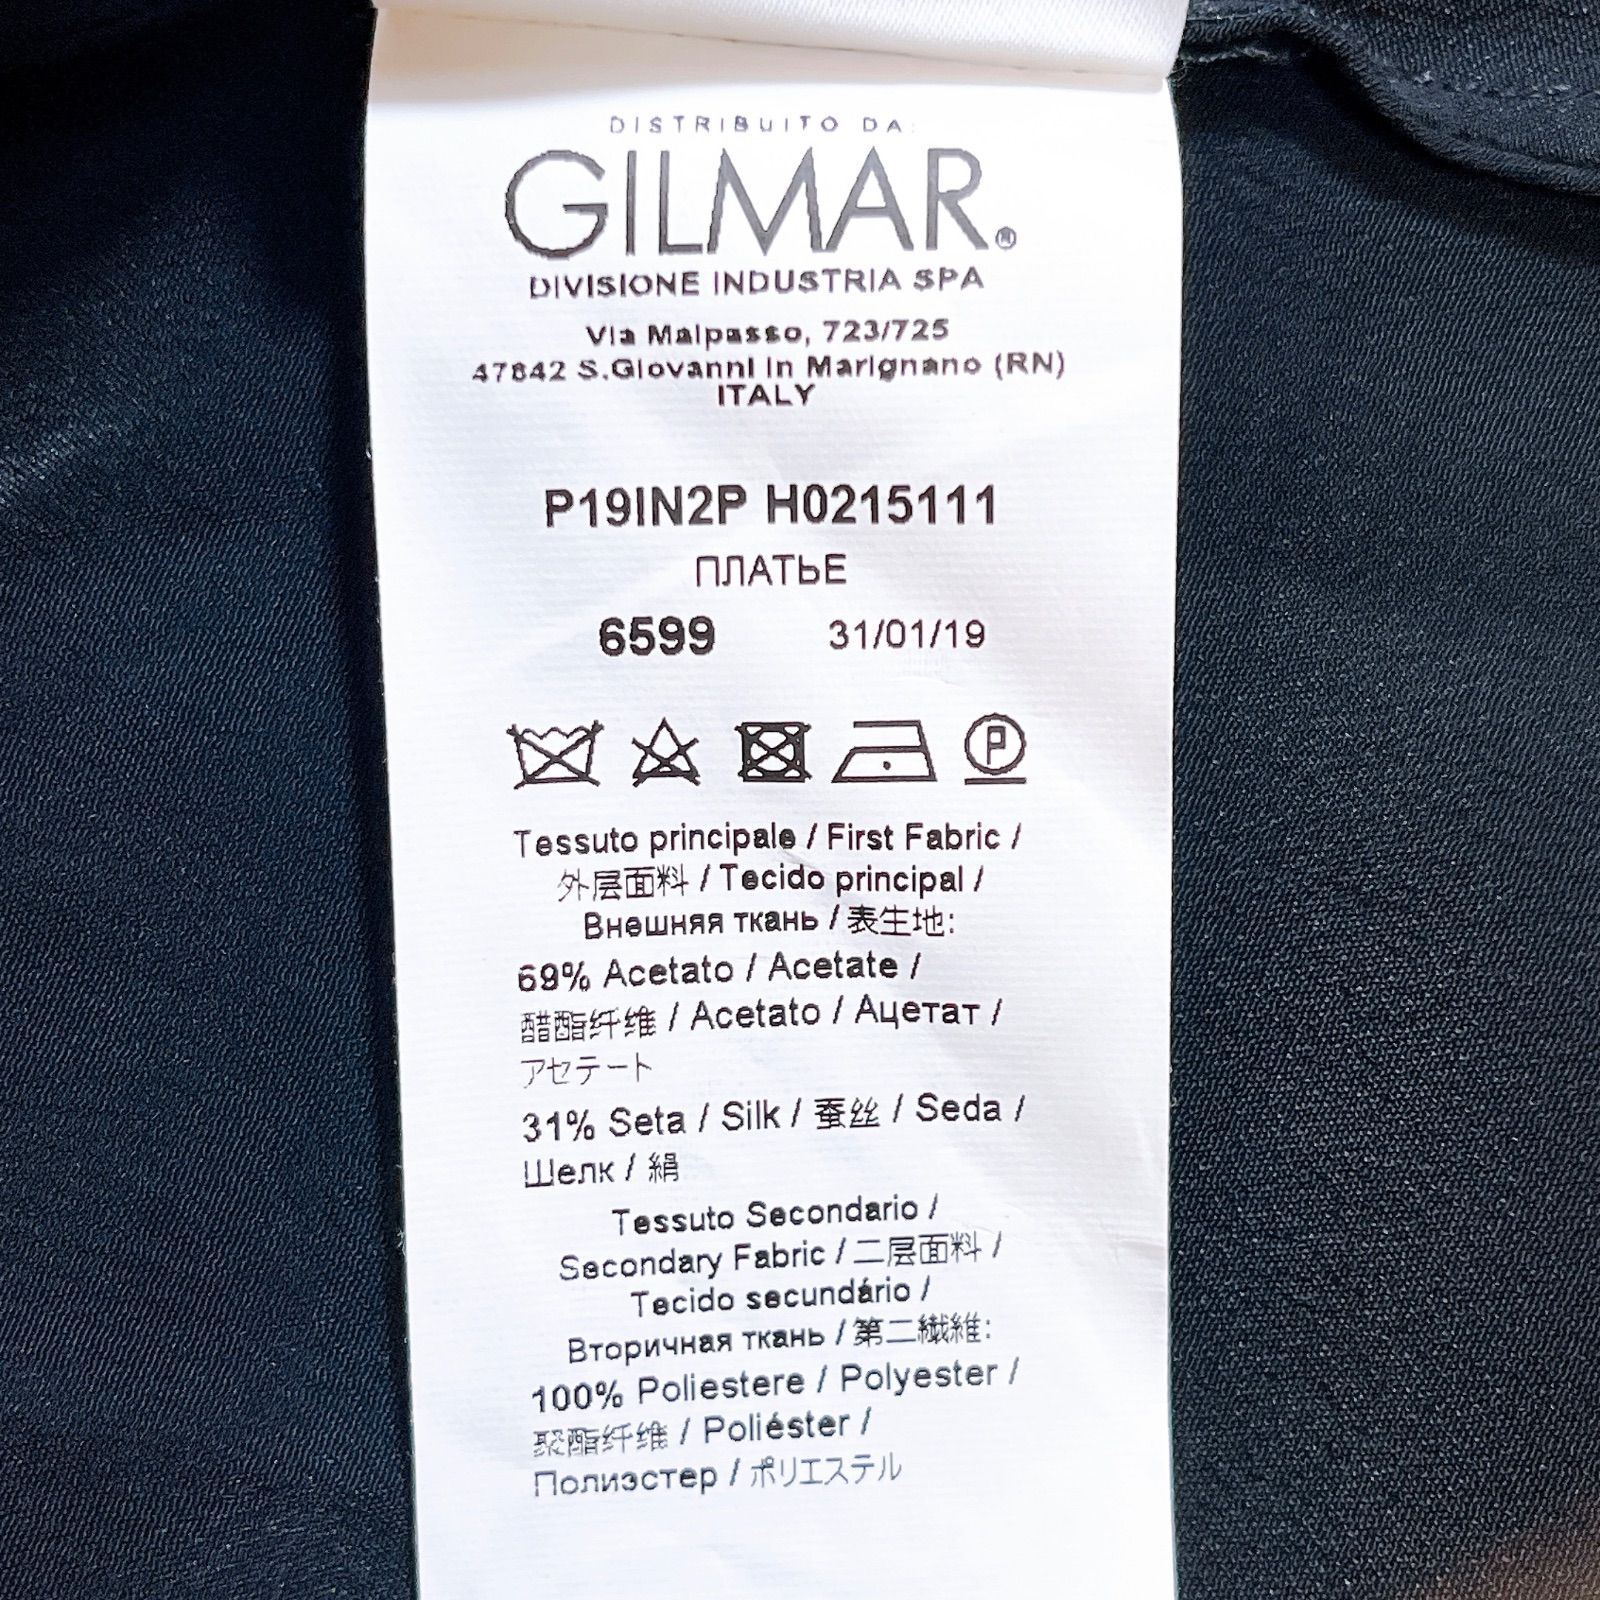 DISTRIBUITO DA:
GILMAR®
DIVISIONE INDUSTRIA SPA
Via Malpasso, 723/725
47842 S.Giovanni in Marignano (RN)
ITALY
P19IN2P H0215111
ПЛАТЬЕ
6599 31/01/19
P
Tessuto principale / First Fabric /
外层面料 / Tecido principal /
Внешняя ткань / 表生地:
69% Acetato / Acetate /
醋酯纤维 / Acetato / Ацетат /
アセテート
31% Seta / Silk / 蚕丝 / Seda /
Шелк / 絹
Tessuto Secondario /
Secondary Fabric / 二层面料 /
Tecido secundário /
Вторичная ткань / 第二繊維:
100% Poliestere / Polyester /
聚酯纤维 / Poliéster /
Полиэстер / ポリエステル